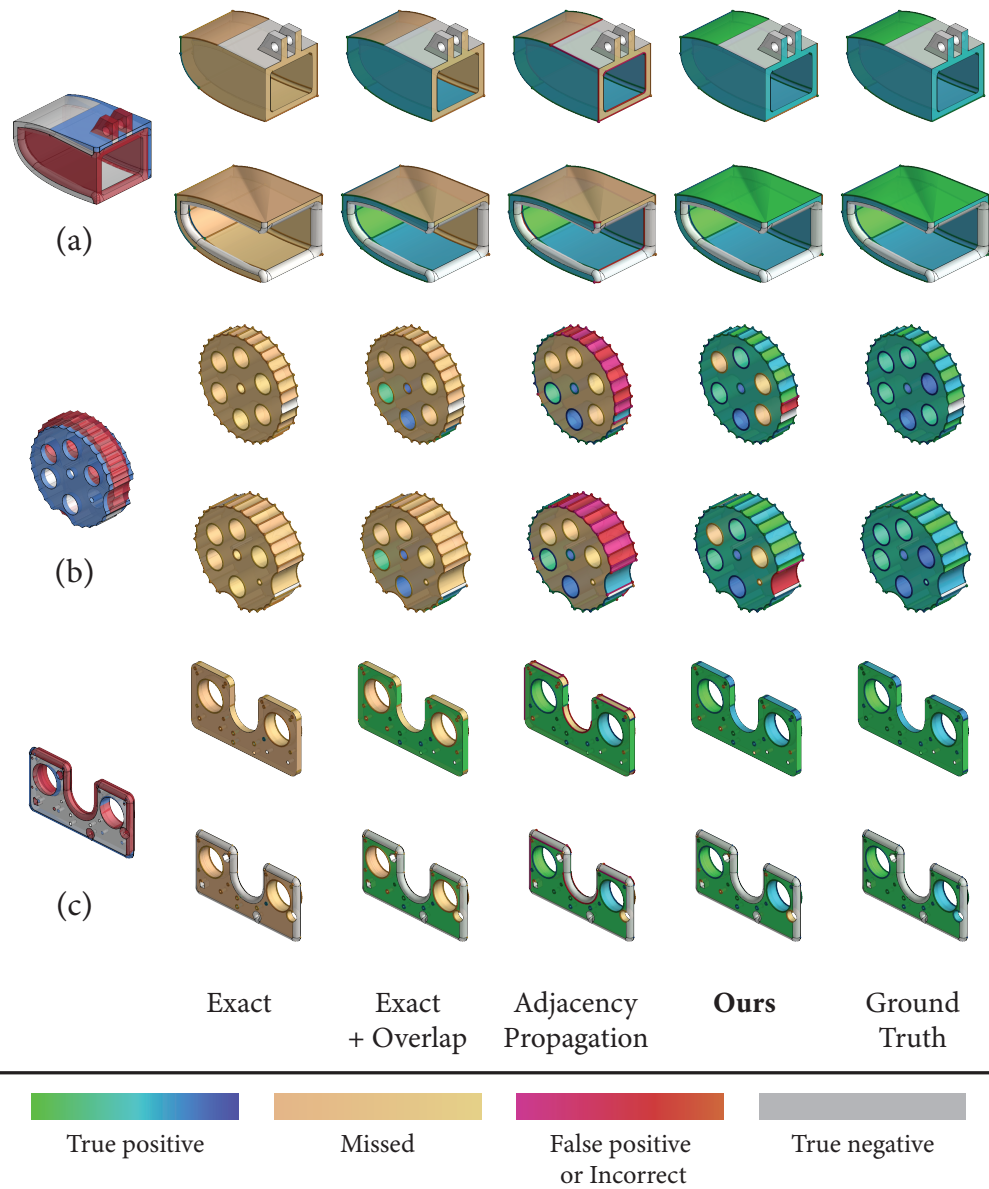 (a)
(b)
(c)
Exact
Exact
+ Overlap
Adjacency
Propagation
Ours
Ground
Truth
True positive
Missed
False positive
or Incorrect
True negative